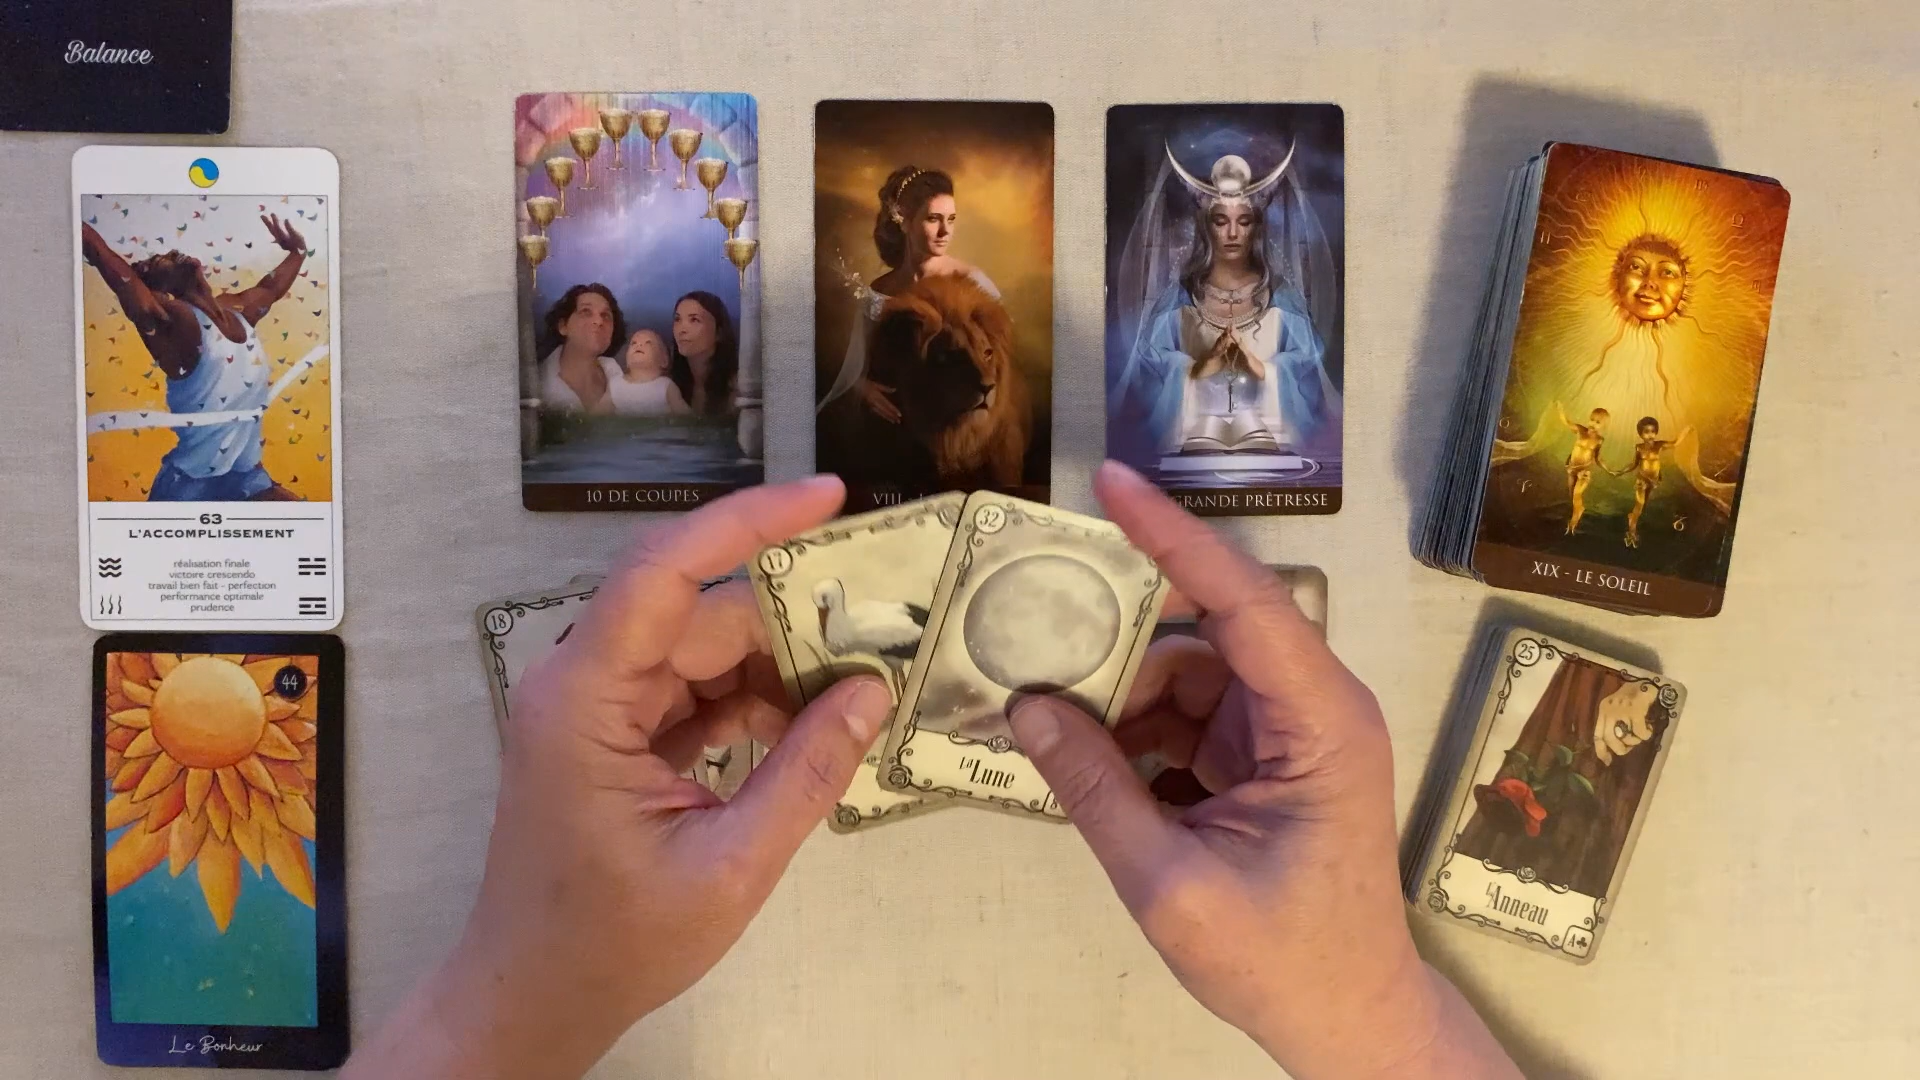 Balance
63
L'ACCOMPLISSEMENT
réalisation finale
victoire crescendo
travail bien fait - perfection
performance optimale
prudence
44
Le Bonheur
10 DE COUPES
VIII
GRANDE PRÊTRESSE
XIX - LE SOLEIL
18
17
32
La Lune
8
25
L'Anneau
A♣